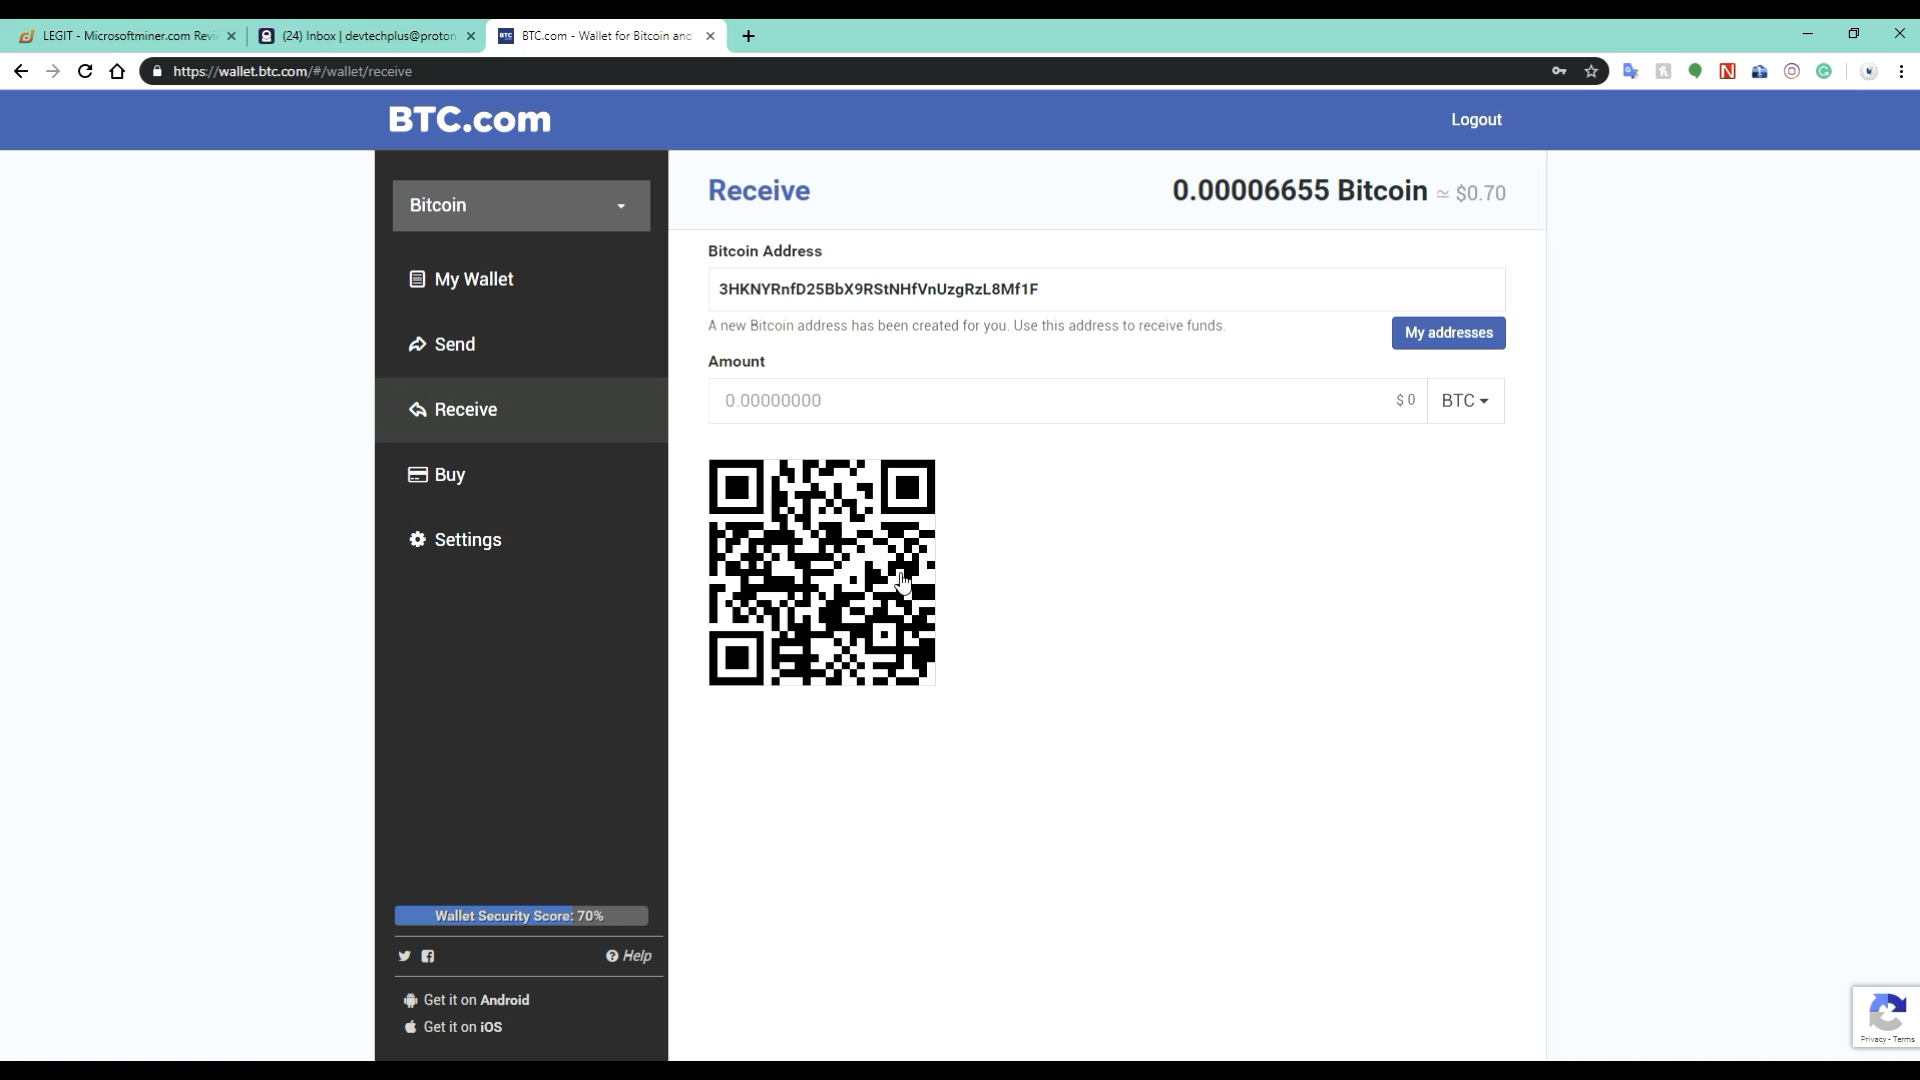 LEGIT - Microsoftminer.com Revi
(24) Inbox | devtechplus@proton
BTC.com - Wallet for Bitcoin and
https://wallet.btc.com/#/wallet/receive
BTC.com
Logout
Bitcoin
Receive
0.00006655 Bitcoin ≃ $0.70
My Wallet
Send
Receive
Buy
Settings
Bitcoin Address
3HKNYRnfD25BbX9RStNHfVnUzgRzL8Mf1F
A new Bitcoin address has been created for you. Use this address to receive funds.
My addresses
Amount
0.00000000
$ 0
BTC
Wallet Security Score: 70%
Help
Get it on Android
Get it on iOS
Privacy - Terms